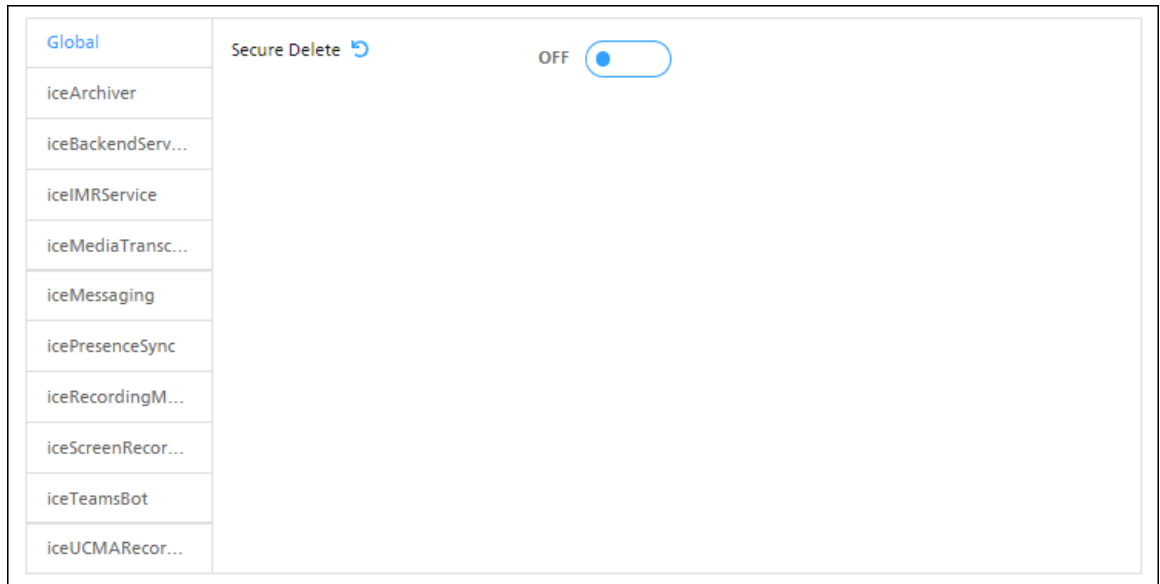 Global
Secure Delete
OFF
iceArchiver
iceBackendServ...
iceIMRService
iceMediaTransc...
iceMessaging
icePresenceSync
iceRecordingM...
iceScreenRecor...
iceTeamsBot
iceUCMARecor...